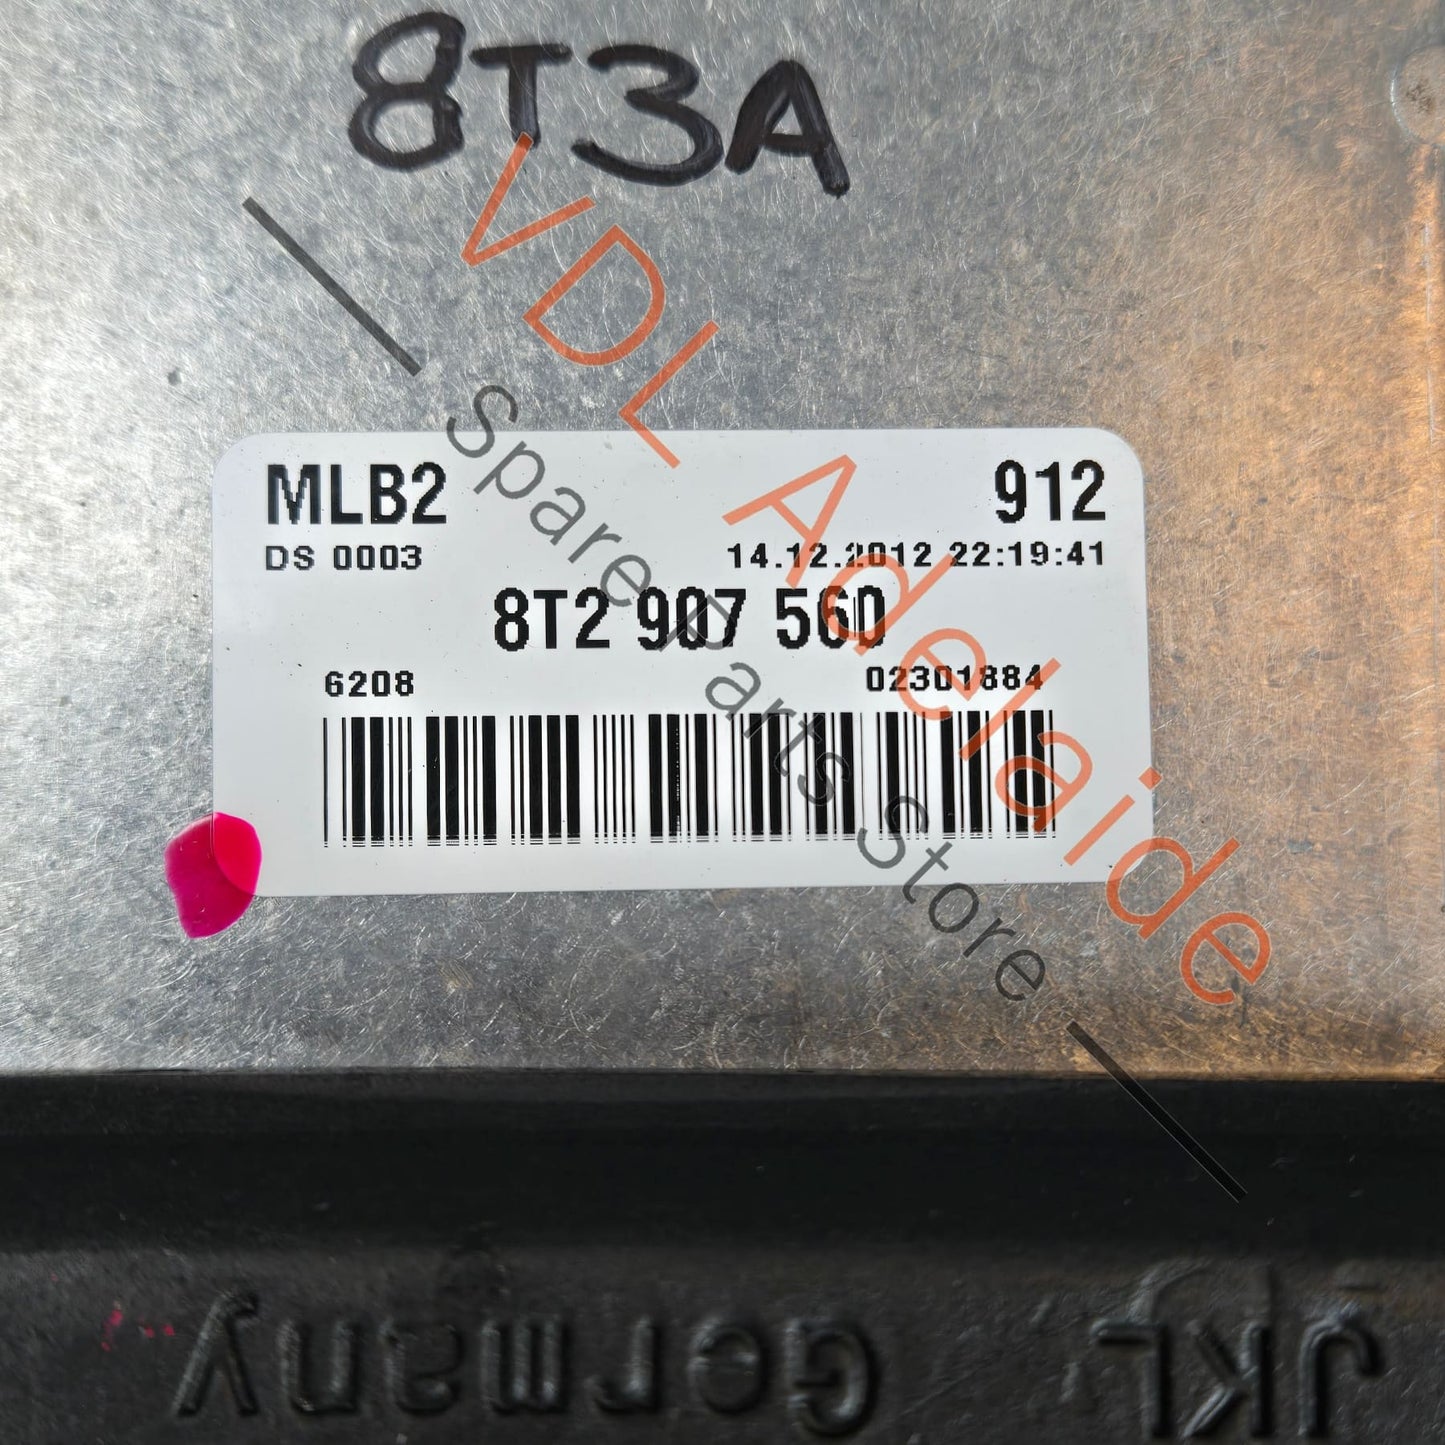 8T3A
VDL Adelaide
Spare Parts Store
MLB2 912
DS 0003 14.12.2012 22:19:41
8T2 907 560
6208 02301884
JKL Germany